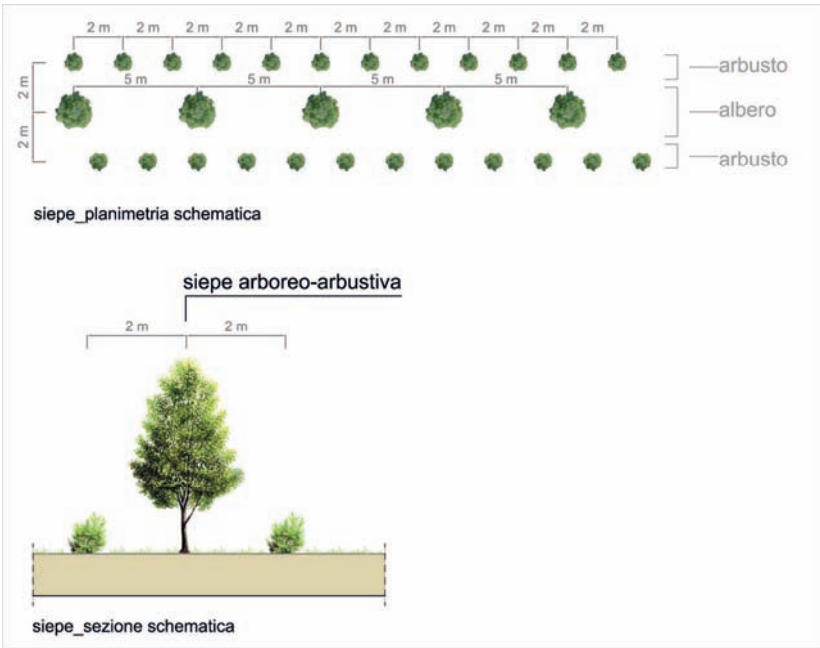 2 m 2 m 2 m 2 m 2 m 2 m 2 m 2 m 2 m 2 m 2 m
arbusto
5 m 5 m 5 m 5 m
2 m
albero
2 m
arbusto
siepe_planimetria schematica
siepe arboreo-arbustiva
2 m 2 m
siepe_sezione schematica